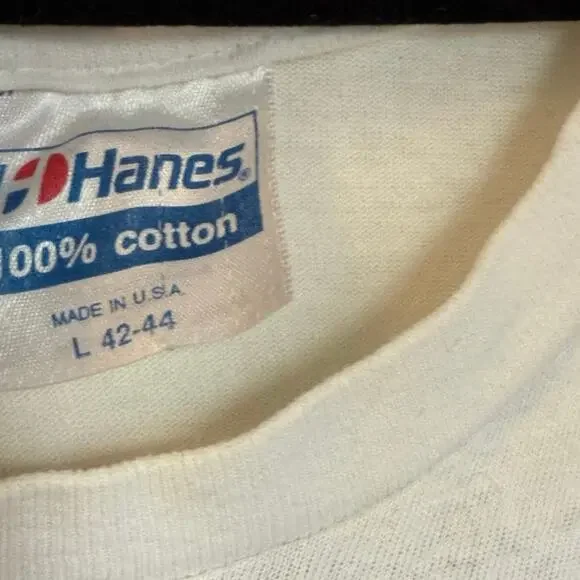 Hanes®
100% cotton
MADE IN U.S.A.
L 42-44